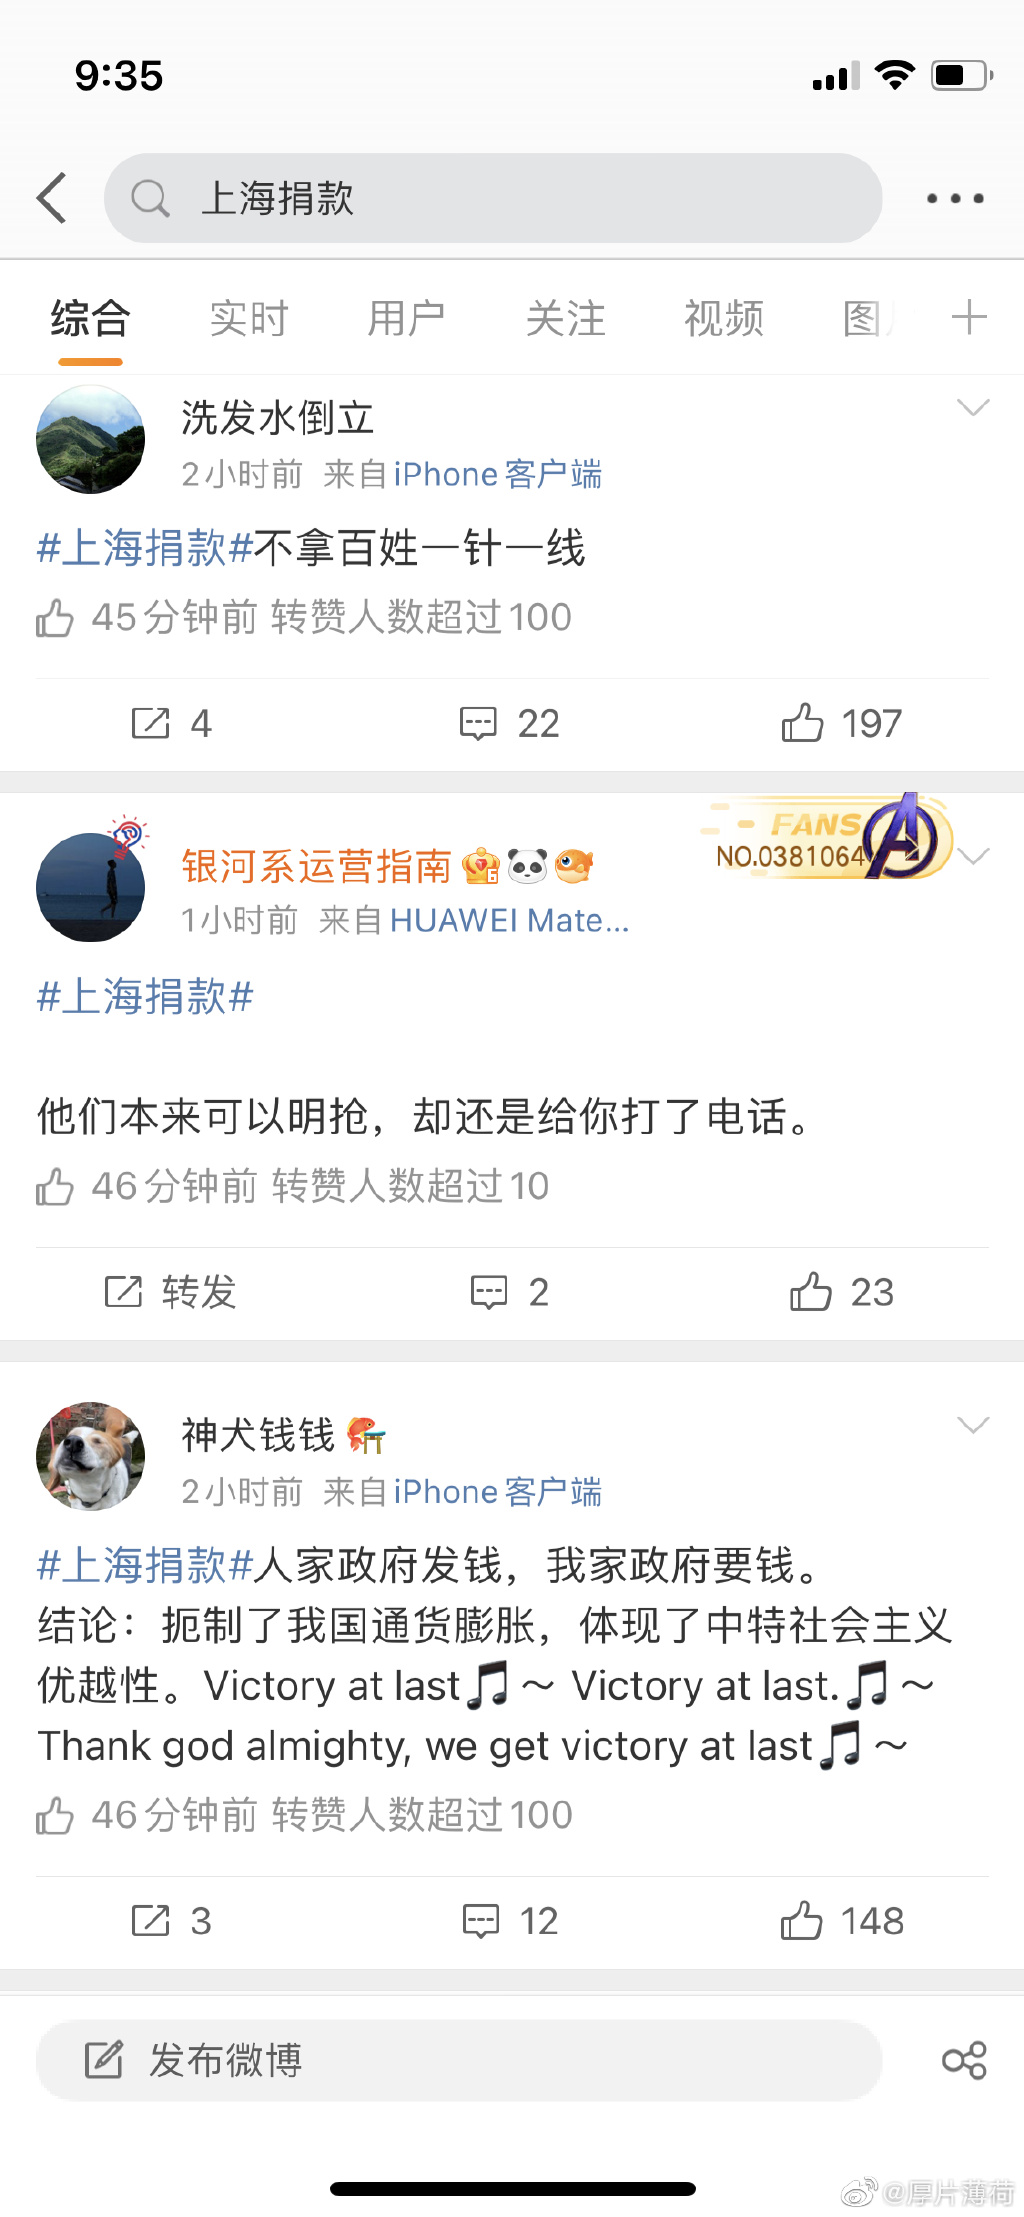 9:35
上海捐款
综合 实时 用户 关注 视频 图
洗发水倒立
2小时前 来自iPhone客户端
#上海捐款#不拿百姓一针一线
45分钟前 转赞人数超过100
4 22 197
FANS
NO.0381064
银河系运营指南
1小时前 来自HUAWEI Mate...
#上海捐款#
他们本来可以明抢，却还是给你打了电话。
46分钟前 转赞人数超过10
转发 2 23
神犬钱钱
2小时前 来自iPhone客户端
#上海捐款#人家政府发钱，我家政府要钱。
结论：扼制了我国通货膨胀，体现了中特社会主义
优越性。Victory at last🎵～ Victory at last.🎵～
Thank god almighty, we get victory at last🎵～
46分钟前 转赞人数超过100
3 12 148
发布微博
@厚片薄荷